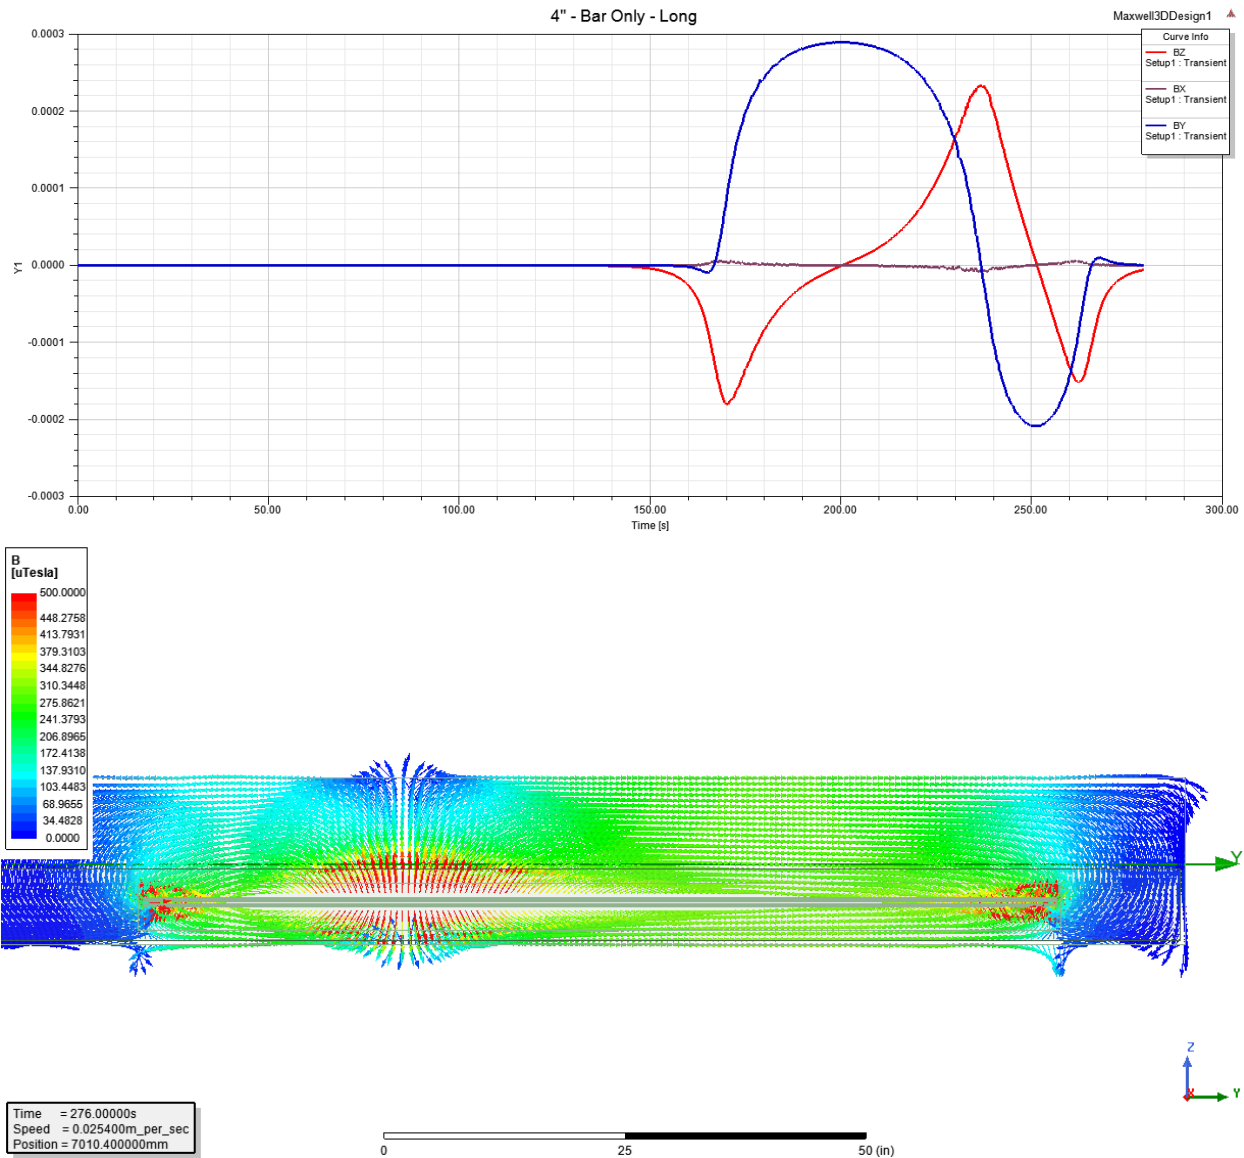 4" - Bar Only - Long
Maxwell3DDesign1
Curve Info
BZ
Setup1 : Transient
BX
Setup1 : Transient
BY
Setup1 : Transient
0.0003
0.0002
0.0001
0.0000
-0.0001
-0.0002
-0.0003
Y1
0.00 50.00 100.00 150.00 200.00 250.00 300.00
Time [s]
B
[uTesla]
500.0000
448.2758
413.7931
379.3103
344.8276
310.3448
275.8621
241.3793
206.8965
172.4138
137.9310
103.4483
68.9655
34.4828
0.0000
Y
Z
X Y
Time = 276.00000s
Speed = 0.025400m_per_sec
Position = 7010.400000mm
0 25 50 (in)